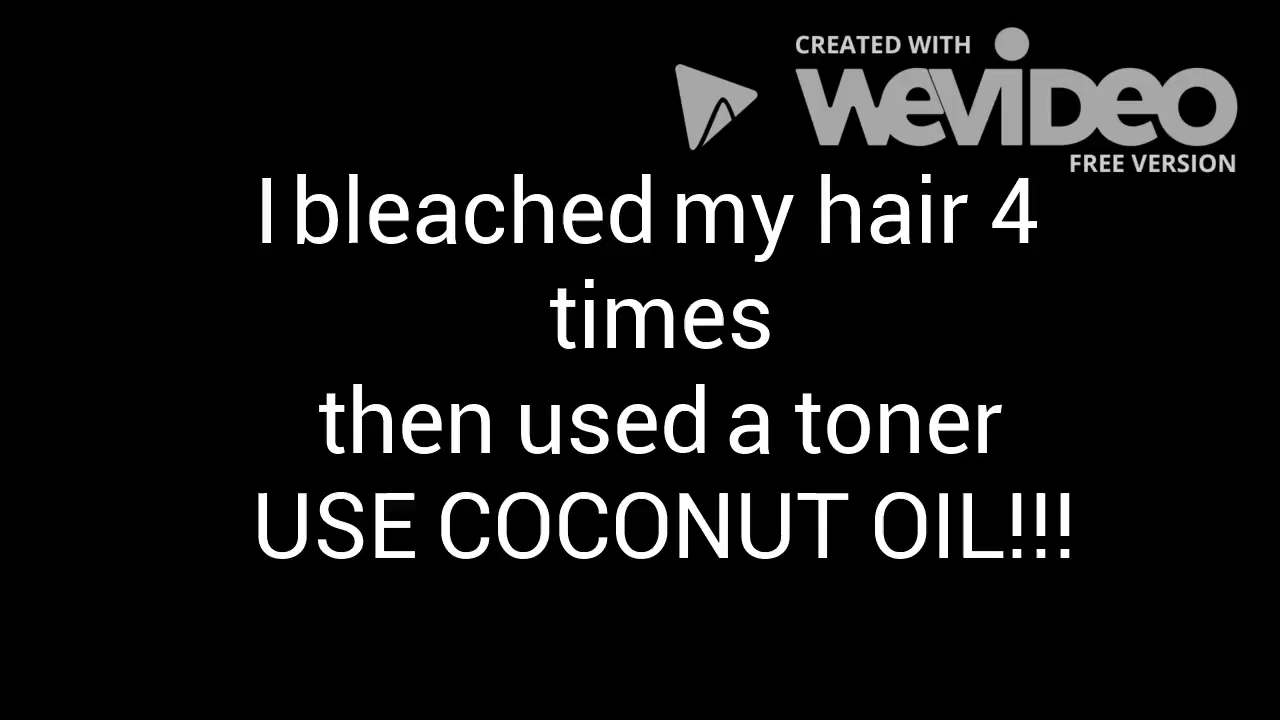 CREATED WITH
WEVIDEO
FREE VERSION
I bleached my hair 4
times
then used a toner
USE COCONUT OIL!!!